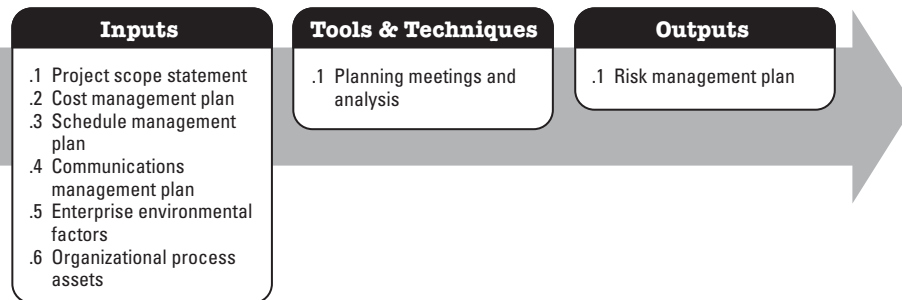 Inputs
.1 Project scope statement
.2 Cost management plan
.3 Schedule management
plan
.4 Communications
management plan
.5 Enterprise environmental
factors
.6 Organizational process
assets
Tools & Techniques
.1 Planning meetings and
analysis
Outputs
.1 Risk management plan